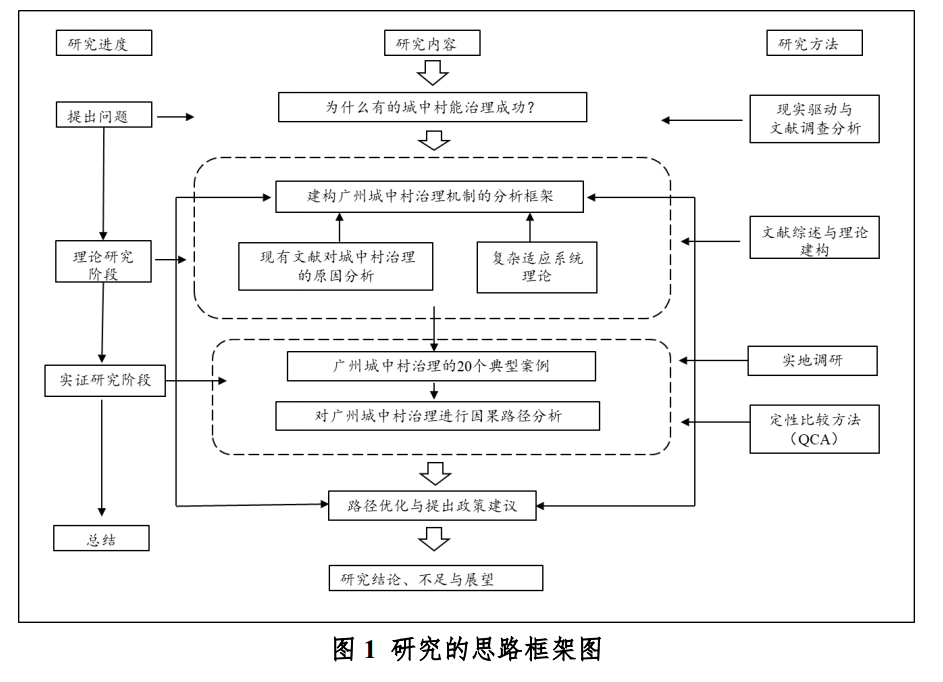 研究进度
研究内容
研究方法
为什么有的城中村能治理成功？
提出问题
现实驱动与
文献调查分析
建构广州城中村治理机制的分析框架
理论研究
阶段
现有文献对城中村治理
的原因分析
复杂适应系统
理论
文献综述与理论
建构
广州城中村治理的20个典型案例
实地调研
实证研究阶段
对广州城中村治理进行因果路径分析
定性比较方法
（QCA）
路径优化与提出政策建议
总结
研究结论、不足与展望
图 1 研究的思路框架图